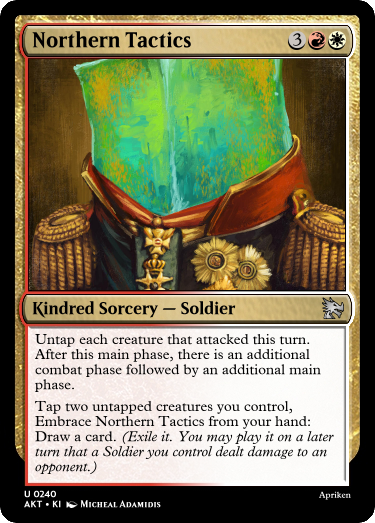 Northern Tactics 3
Kindred Sorcery — Soldier
Untap each creature that attacked this turn.
After this main phase, there is an additional
combat phase followed by an additional main
phase.
Tap two untapped creatures you control,
Embrace Northern Tactics from your hand:
Draw a card. (Exile it. You may play it on a later
turn that a Soldier you control dealt damage to an
opponent.)
U 0240
AKT • KI Micheal Adamidis
Apriken